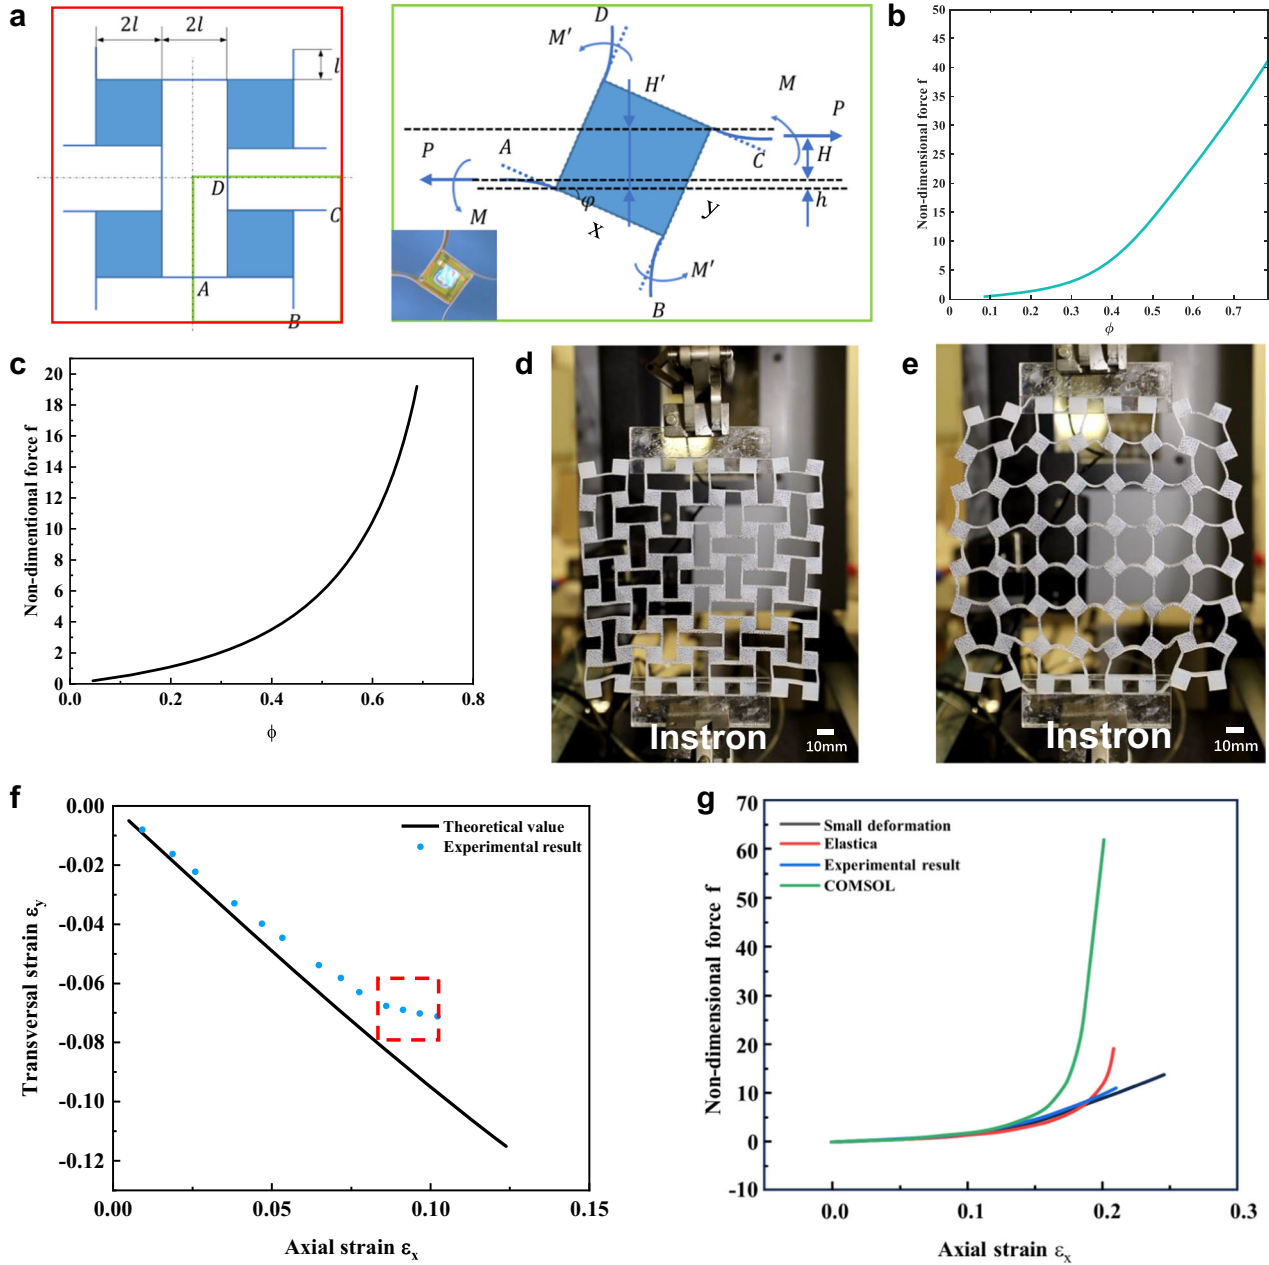 a
2l
2l
l
D
C
A
B
D
M′
H′
M
P
P
A
C
H
φ
h
M
x
y
M′
B
b
Non-dimensional force f
50
45
40
35
30
25
20
15
10
5
0
0
0.1
0.2
0.3
0.4
0.5
0.6
0.7
ϕ
c
Non-dimentional force f
20
18
16
14
12
10
8
6
4
2
0
0.0
0.2
0.4
0.6
0.8
ϕ
d
Instron
10mm
e
Instron
10mm
f
Transversal strain εy
0.00
-0.02
-0.04
-0.06
-0.08
-0.10
-0.12
0.00
0.05
0.10
0.15
Axial strain εx
Theoretical value
Experimental result
g
Non-dimensional force f
70
60
50
40
30
20
10
0
-10
0.0
0.1
0.2
0.3
Axial strain εx
Small deformation
Elastica
Experimental result
COMSOL